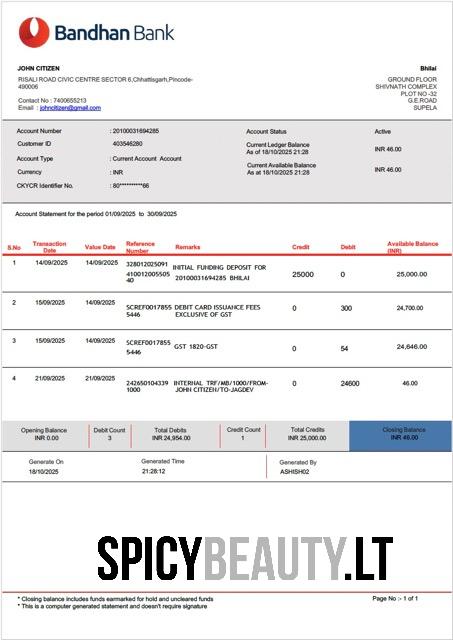 Bandhan Bank
JOHN CITIZEN
RISALI ROAD CIVIC CENTRE SECTOR 6,Chhattisgarh,Pincode-
490006
Contact No : 7400655213
Email : johncitizen@gmail.com
Bhilai
GROUND FLOOR
SHIVNATH COMPLEX
PLOT NO -32
G.E.ROAD
SUPELA
Account Number : 20100031694285
Customer ID 403546280
Account Type : Current Account Account
Currency : INR
CKYCR Identifier No. : 80*********66
Account Status Active
Current Ledger Balance
As of 18/10/2025 21:28 INR 46.00
Current Available Balance
As at 18/10/2025 21:28 INR 46.00
Account Statement for the period 01/09/2025 to 30/09/2025
S.No Transaction Date Value Date Reference Number Remarks Credit Debit Available Balance (INR)
1 14/09/2025 14/09/2025 328012025091 INITIAL FUNDING DEPOSIT FOR 25000 0 25,000.00
410012005505 20100031694285 BHILAI
40
2 15/09/2025 14/09/2025 SCREF0017855 DEBIT CARD ISSUANCE FEES 0 300 24,700.00
5446 EXCLUSIVE OF GST
3 15/09/2025 14/09/2025 SCREF0017855 GST 1820-GST 0 54 24,646.00
5446
4 21/09/2025 21/09/2025 242650104339 INTERNAL TRF/MB/1000/FROM- 0 24600 46.00
1000 JOHN CITIZEN/TO-JAGDEV
Opening Balance Debit Count Total Debits Credit Count Total Credits Closing Balance
INR 0.00 3 INR 24,954.00 1 INR 25,000.00 INR 46.00
Generate On Generated Time Generated By
18/10/2025 21:28:12 ASHISH02
SPICYBEAUTY.LT
* Closing balance includes funds earmarked for hold and uncleared funds
* This is a computer generated statement and doesn't require signature
Page No :- 1 of 1